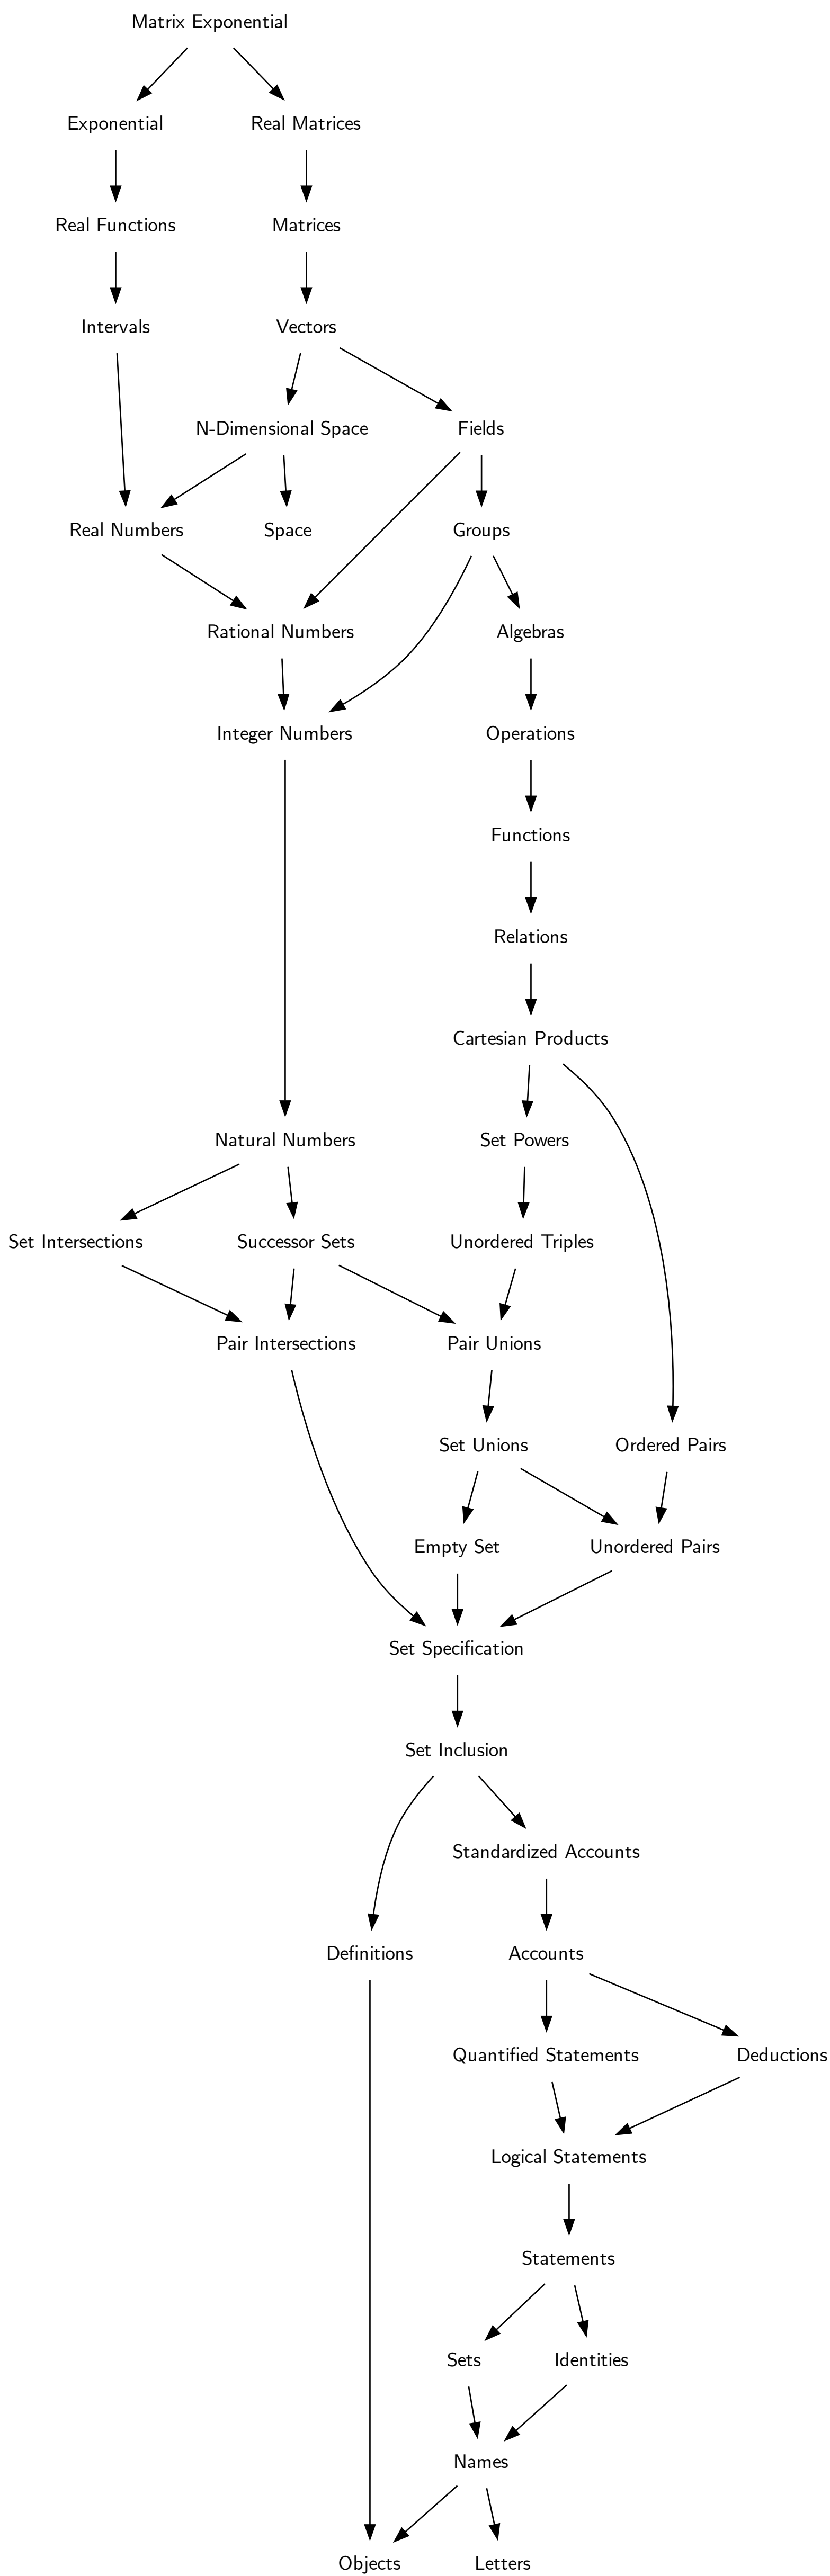 Matrix Exponential
Exponential
Real Matrices
Real Functions
Matrices
Intervals
Vectors
N-Dimensional Space
Fields
Real Numbers
Space
Groups
Rational Numbers
Algebras
Integer Numbers
Operations
Functions
Relations
Cartesian Products
Natural Numbers
Set Powers
Set Intersections
Successor Sets
Unordered Triples
Pair Intersections
Pair Unions
Set Unions
Ordered Pairs
Empty Set
Unordered Pairs
Set Specification
Set Inclusion
Standardized Accounts
Definitions
Accounts
Quantified Statements
Deductions
Logical Statements
Statements
Sets
Identities
Names
Objects
Letters